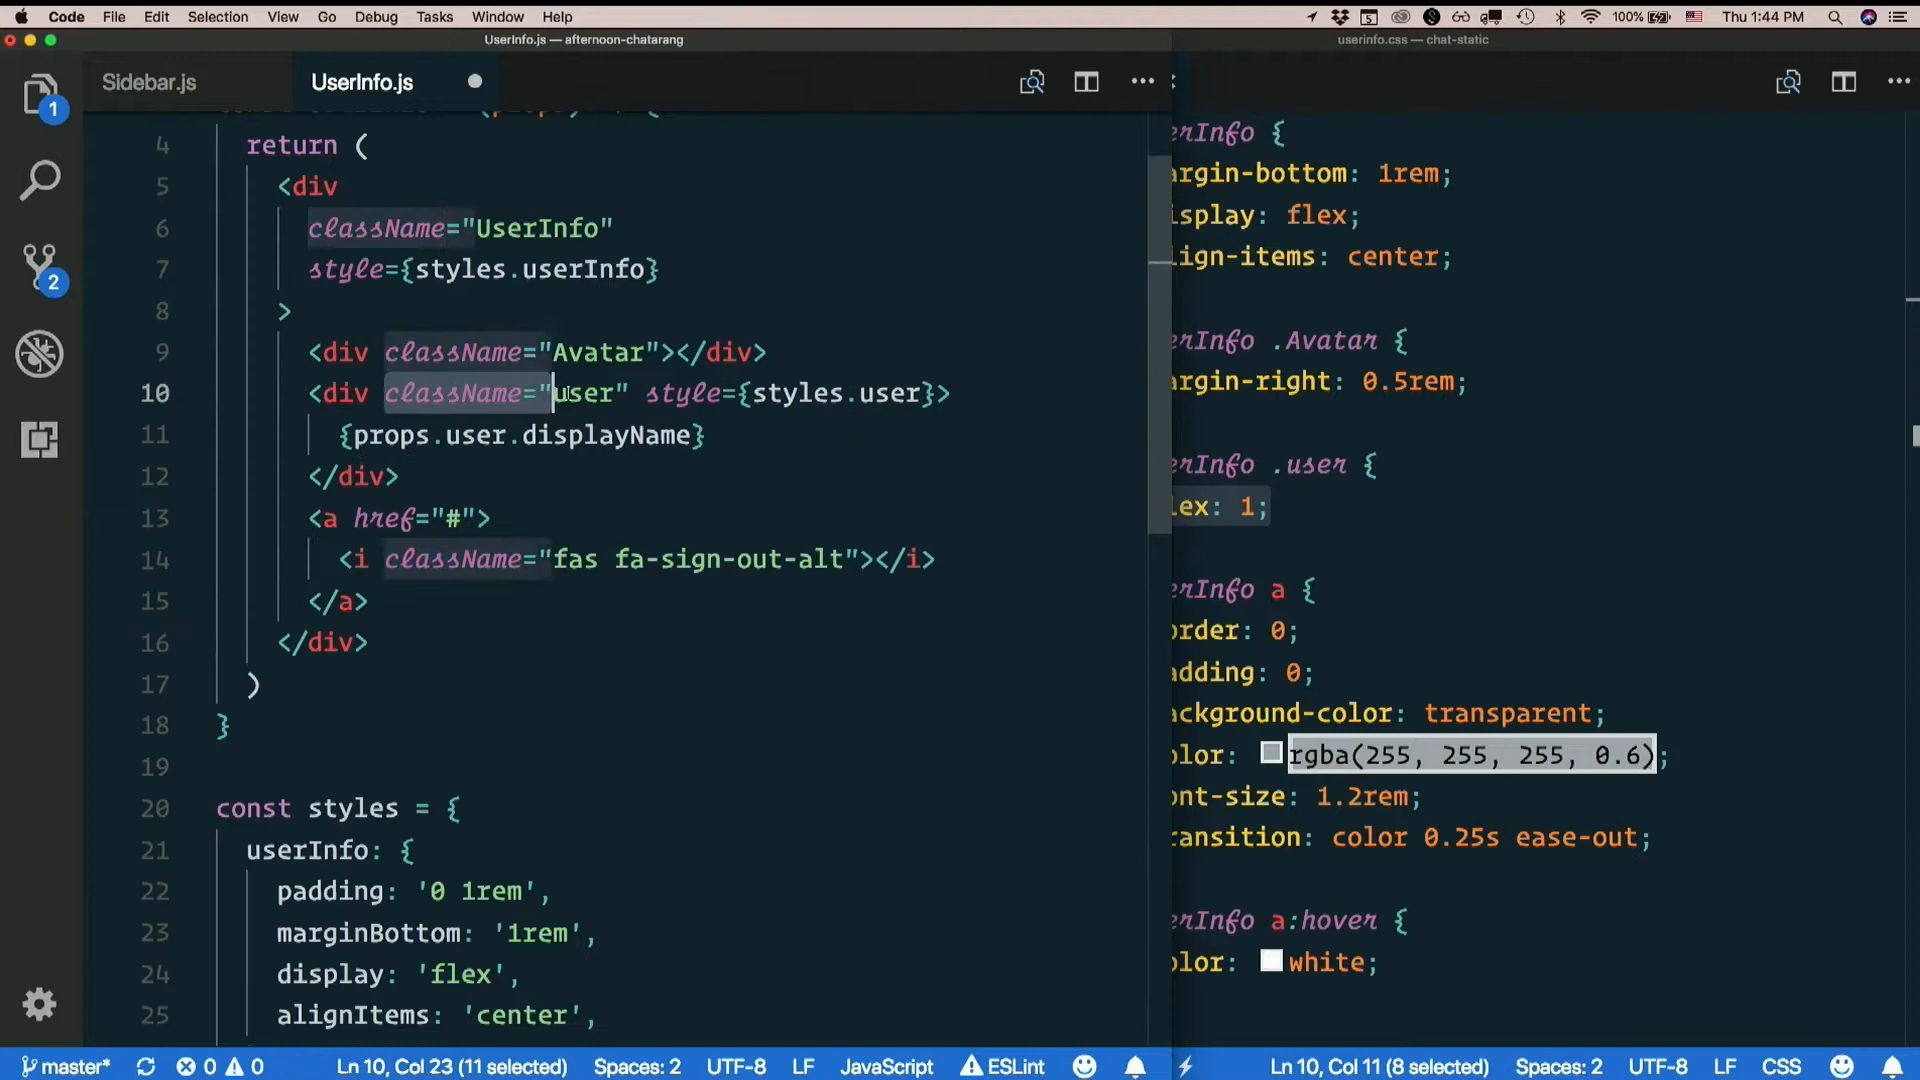 Code File Edit Selection View Go Debug Tasks Window Help
5 100% Thu 1:44 PM
UserInfo.js — afternoon-chatarang
userinfo.css — chat-static
Sidebar.js
UserInfo.js
1
2
4 return (
5 <div
6 className="UserInfo"
7 style={styles.userInfo}
8 >
9 <div className="Avatar"></div>
10 <div className="user" style={styles.user}>
11 {props.user.displayName}
12 </div>
13 <a href="#">
14 <i className="fas fa-sign-out-alt"></i>
15 </a>
16 </div>
17 )
18 }
19
20 const styles = {
21 userInfo: {
22 padding: '0 1rem',
23 marginBottom: '1rem',
24 display: 'flex',
25 alignItems: 'center',
erInfo {
argin-bottom: 1rem;
isplay: flex;
lign-items: center;
erInfo .Avatar {
argin-right: 0.5rem;
erInfo .user {
lex: 1;
erInfo a {
order: 0;
adding: 0;
ackground-color: transparent;
olor: rgba(255, 255, 255, 0.6);
ont-size: 1.2rem;
ransition: color 0.25s ease-out;
erInfo a:hover {
olor: white;
master* 0 0 Ln 10, Col 23 (11 selected) Spaces: 2 UTF-8 LF JavaScript ESLint
Ln 10, Col 11 (8 selected) Spaces: 2 UTF-8 LF CSS